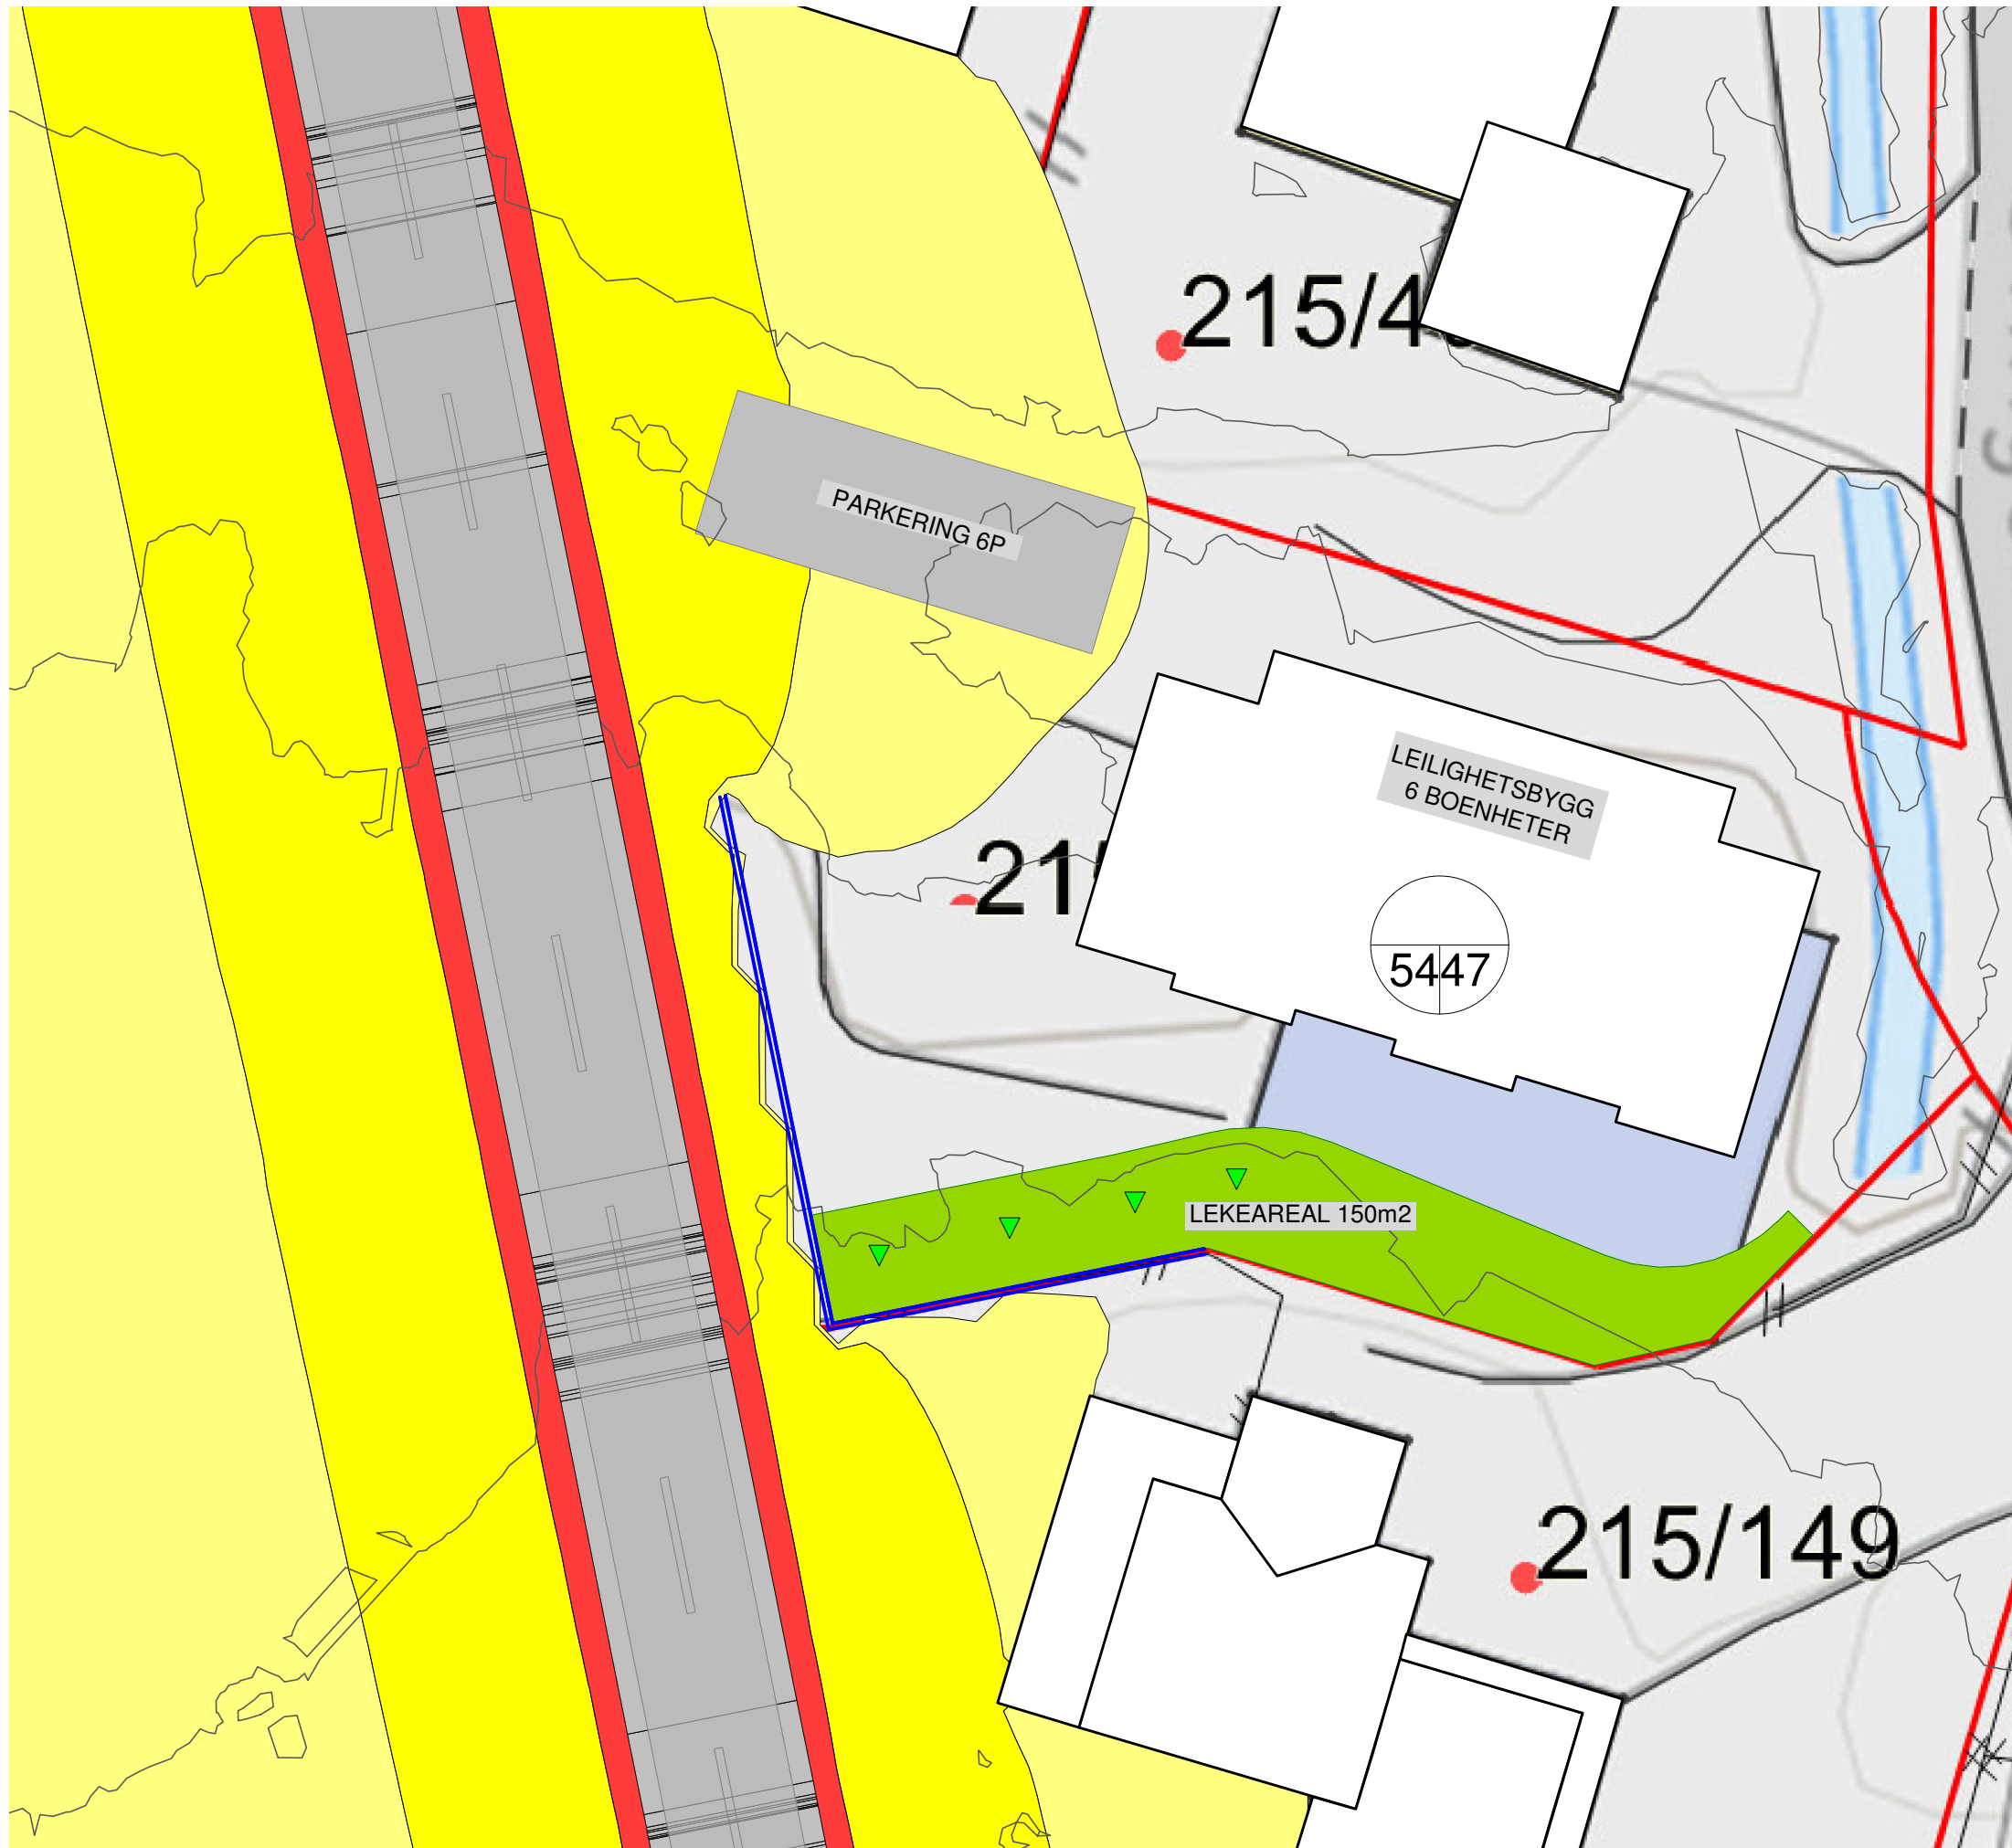 215/4
PARKERING 6P
LEILIGHETSBYGG
6 BOENHETER
21
5447
LEKEAREAL 150m2
215/149